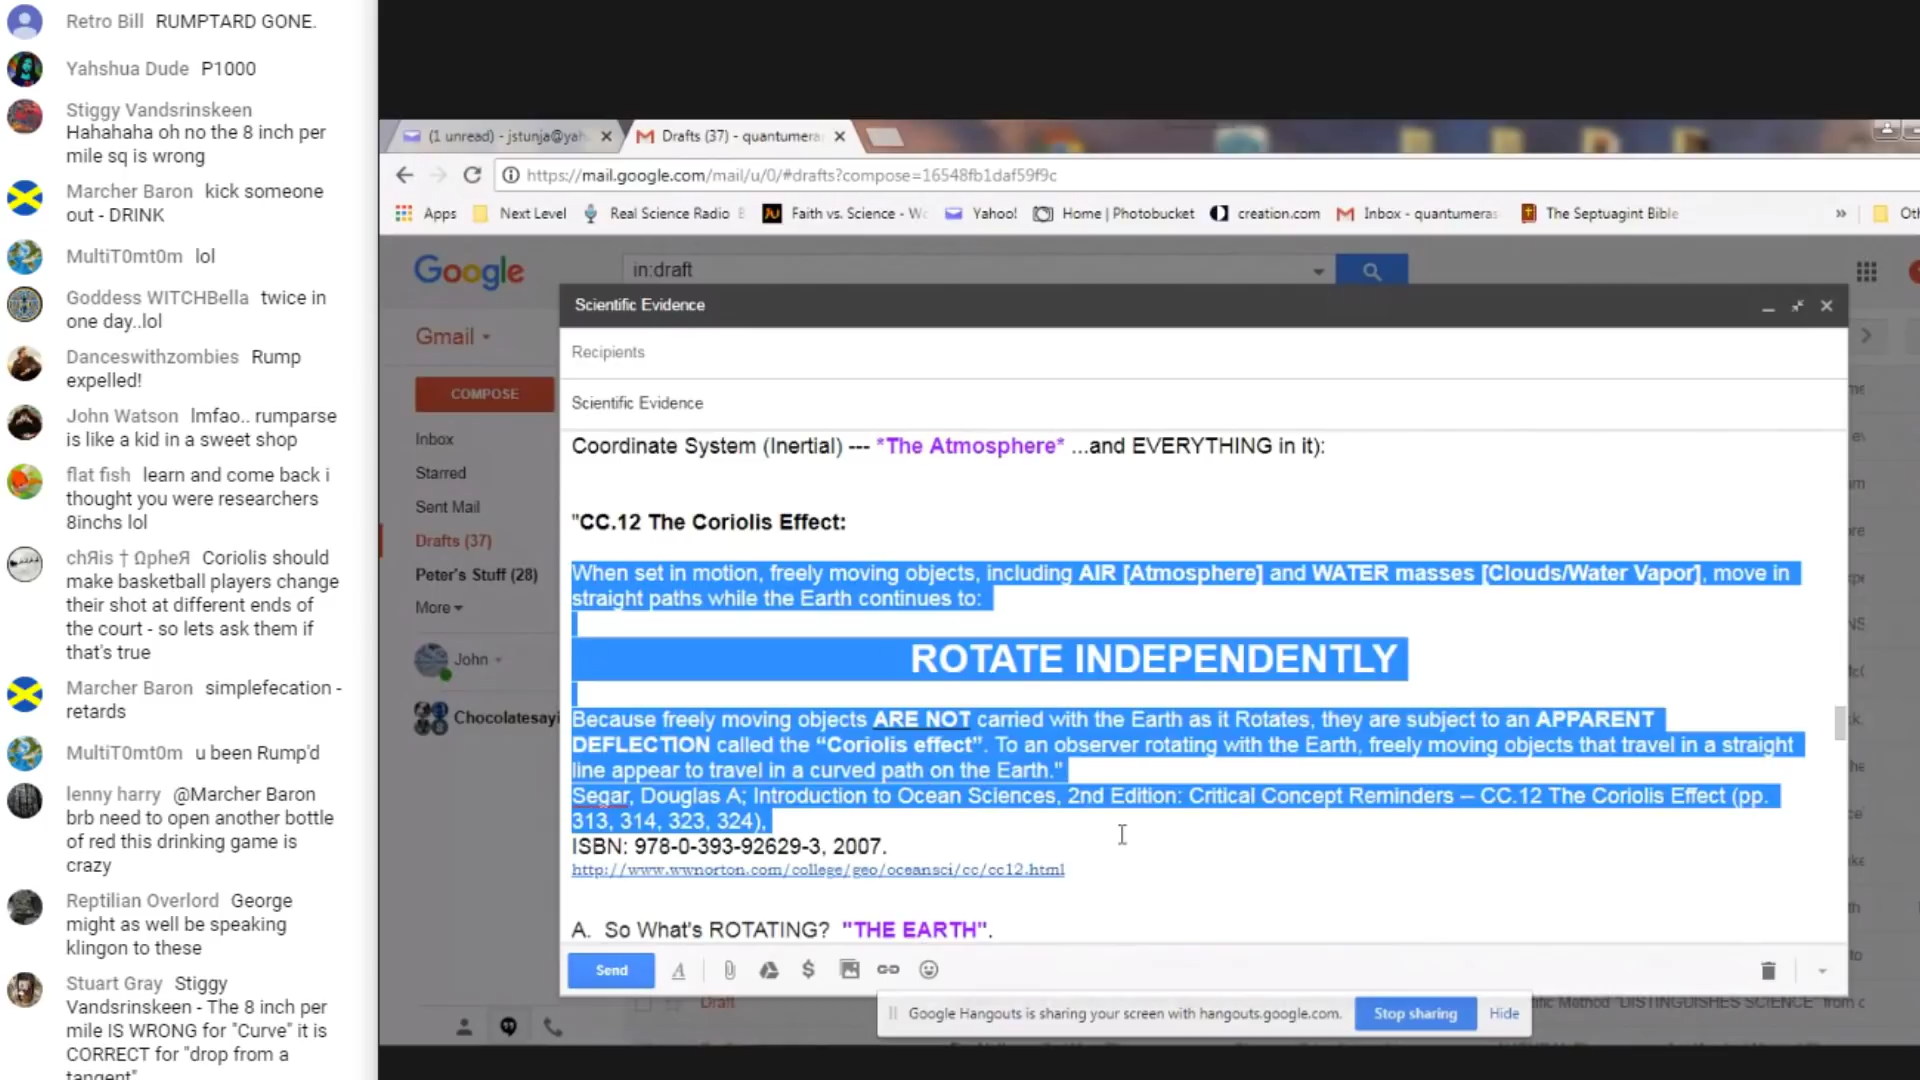 Retro Bill RUMPTARD GONE.
Yahshua Dude P1000
Stiggy Vandsrinskeen
Hahahaha oh no the 8 inch per
mile sq is wrong
Marcher Baron kick someone
out - DRINK
MultiT0mt0m lol
Goddess WITCHBella twice in
one day..lol
Danceswithzombies Rump
expelled!
John Watson lmfao.. rumparse
is like a kid in a sweet shop
flat fish learn and come back i
thought you were researchers
8inchs lol
chЯis † ΩpheЯ Coriolis should
make basketball players change
their shot at different ends of
the court - so lets ask them if
that's true
Marcher Baron simplefecation -
retards
MultiT0mt0m u been Rump'd
lenny harry @Marcher Baron
brb need to open another bottle
of red this drinking game is
crazy
Reptilian Overlord George
might as well be speaking
klingon to these
Stuart Gray Stiggy
Vandsrinskeen - The 8 inch per
mile IS WRONG for "Curve" it is
CORRECT for "drop from a
tangent"
(1 unread) - jstunja@yah
Drafts (37) - quantumera
https://mail.google.com/mail/u/0/#drafts?compose=16548fb1daf59f9c
Apps Next Level Real Science Radio Faith vs. Science - W Yahoo! Home | Photobucket creation.com Inbox - quantumeras The Septuagint Bible » Oth
Google
in:draft
Gmail
COMPOSE
Inbox
Starred
Sent Mail
Drafts (37)
Peter's Stuff (28)
More
John
Chocolatesayi
Scientific Evidence
Recipients
Scientific Evidence
Coordinate System (Inertial) --- *The Atmosphere* ...and EVERYTHING in it):
"CC.12 The Coriolis Effect:
When set in motion, freely moving objects, including AIR [Atmosphere] and WATER masses [Clouds/Water Vapor], move in
straight paths while the Earth continues to:
ROTATE INDEPENDENTLY
Because freely moving objects ARE NOT carried with the Earth as it Rotates, they are subject to an APPARENT
DEFLECTION called the “Coriolis effect”. To an observer rotating with the Earth, freely moving objects that travel in a straight
line appear to travel in a curved path on the Earth."
Segar, Douglas A; Introduction to Ocean Sciences, 2nd Edition: Critical Concept Reminders – CC.12 The Coriolis Effect (pp.
313, 314, 323, 324),
ISBN: 978-0-393-92629-3, 2007.
http://www.wwnorton.com/college/geo/oceansci/cc/cc12.html
A. So What's ROTATING? "THE EARTH".
Send
Draft
Google Hangouts is sharing your screen with hangouts.google.com.
Stop sharing
Hide
Method "DISTINGUISHES SCIENCE" from c